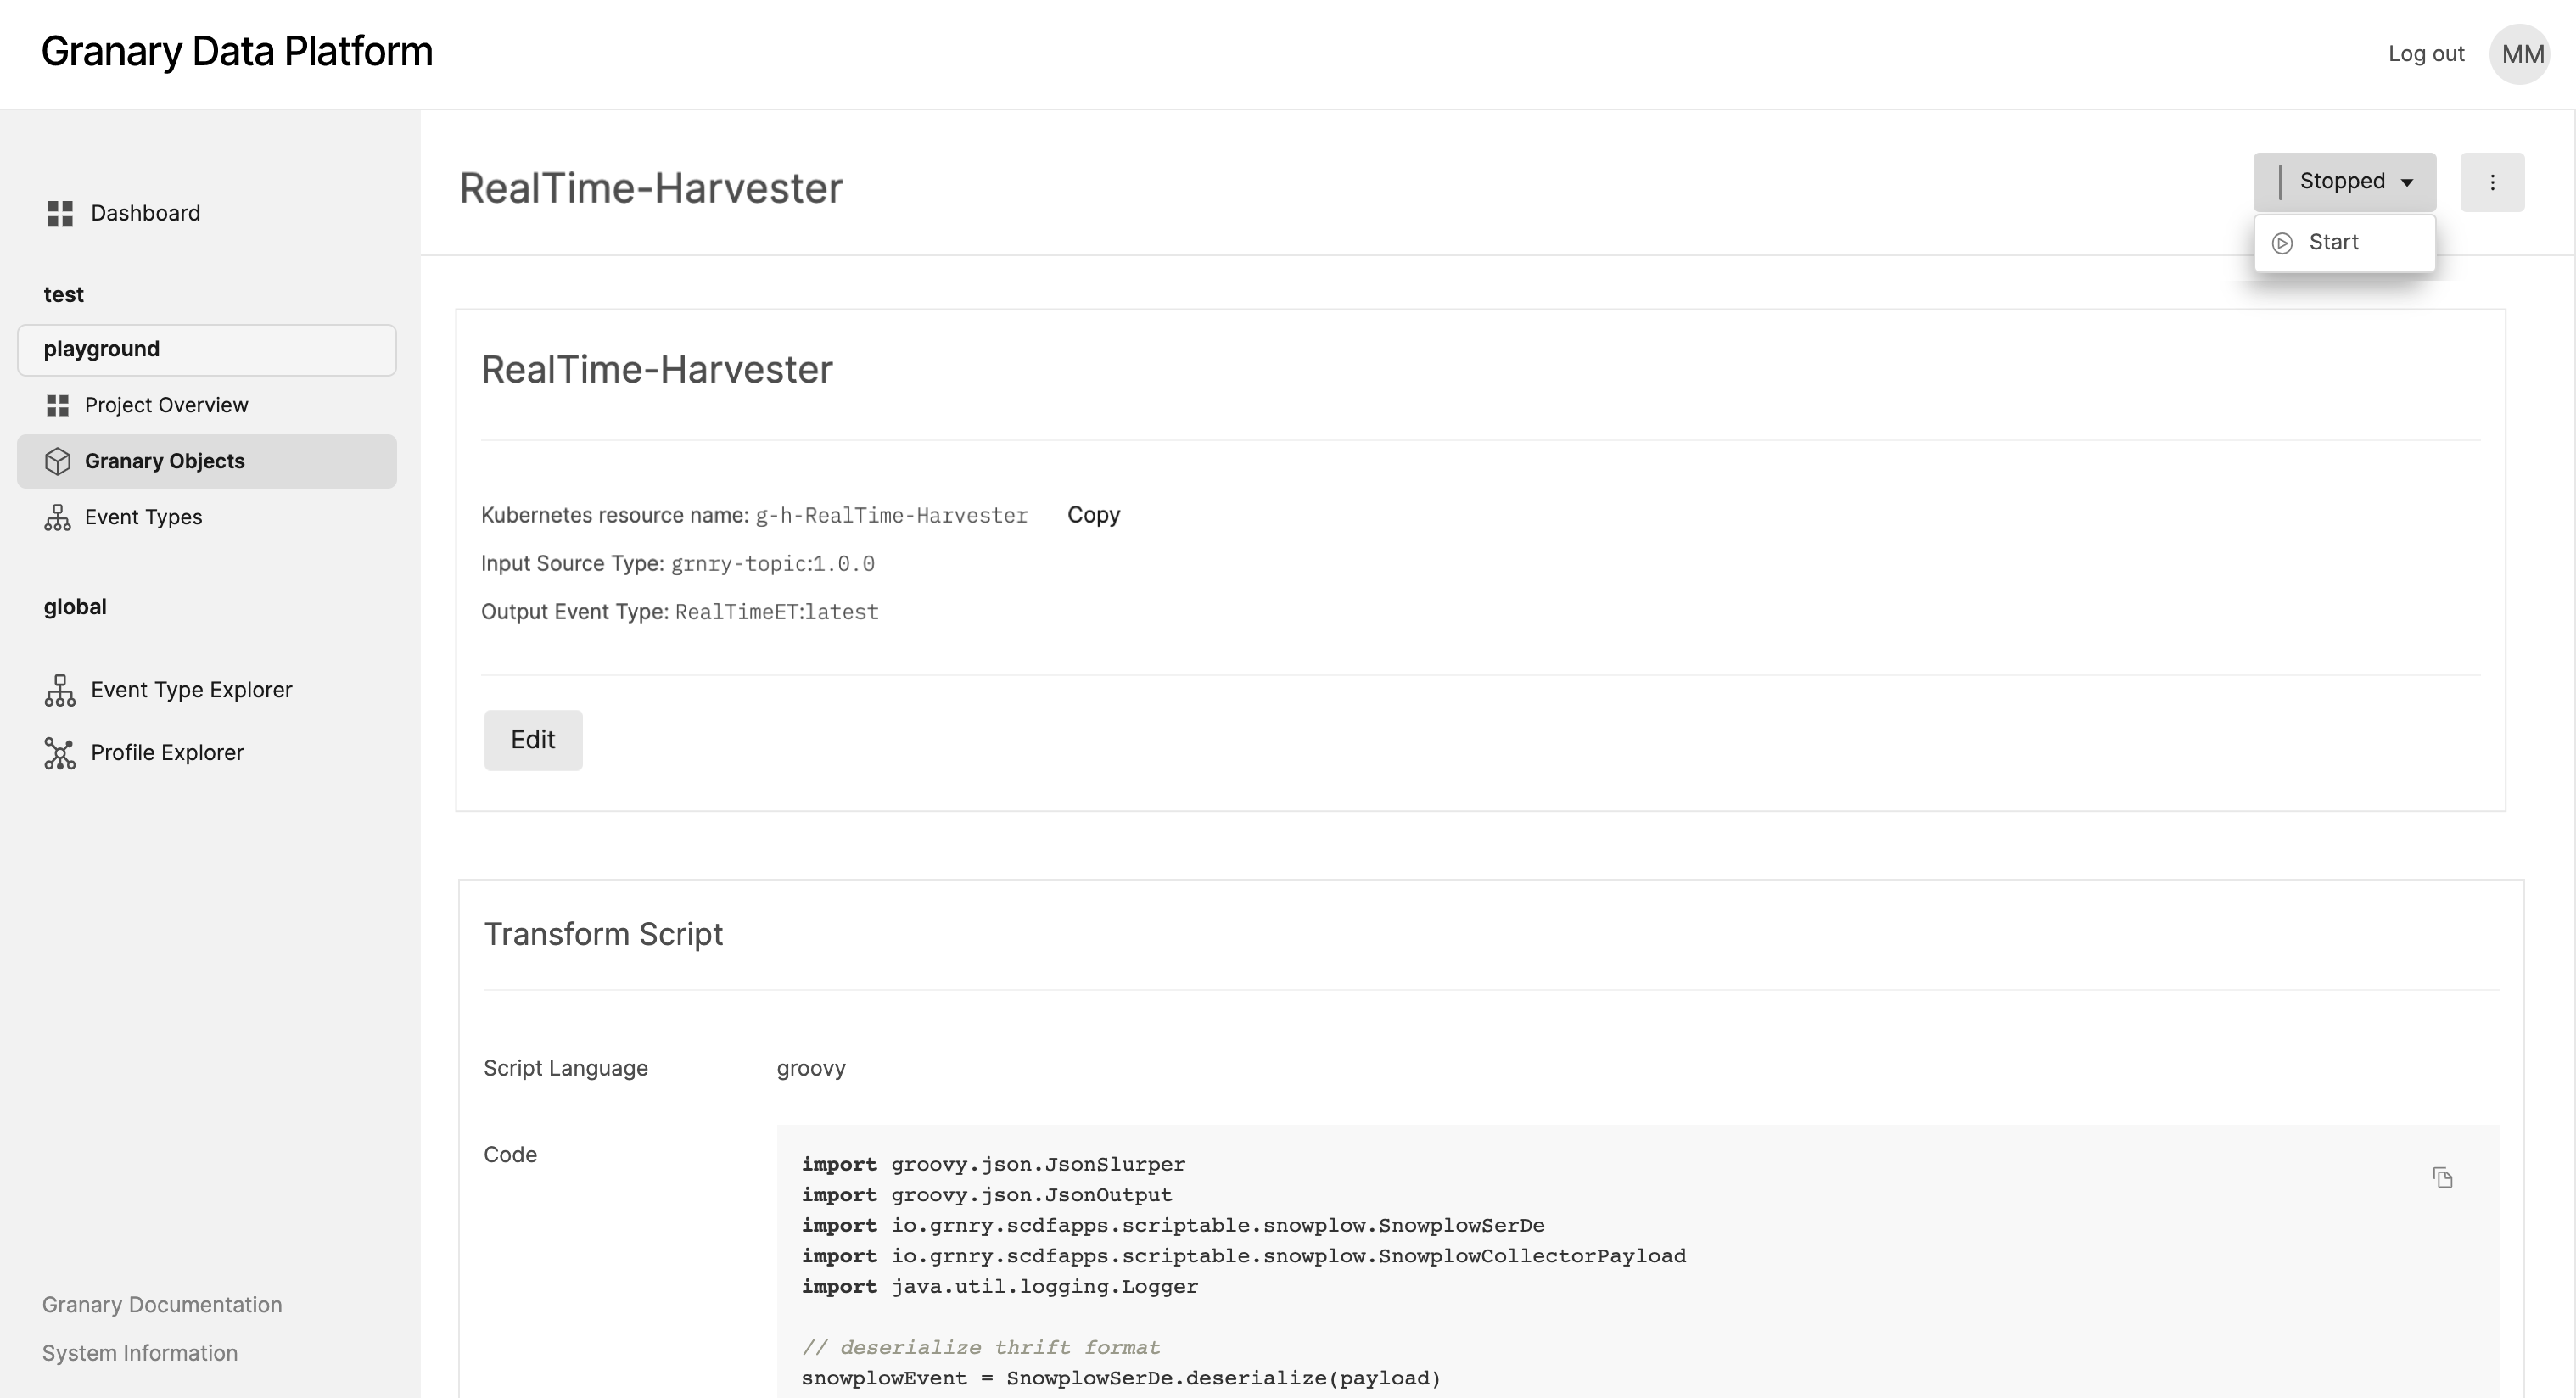 Granary Data Platform
Log out
MM
Dashboard
test
playground
Project Overview
Granary Objects
Event Types
global
Event Type Explorer
Profile Explorer
Granary Documentation
System Information
RealTime-Harvester
Stopped
Start
RealTime-Harvester
Kubernetes resource name: g-h-RealTime-Harvester Copy
Input Source Type: grnry-topic:1.0.0
Output Event Type: RealTimeET:latest
Edit
Transform Script
Script Language groovy
Code
import groovy.json.JsonSlurper
import groovy.json.JsonOutput
import io.grnry.scdfapps.scriptable.snowplow.SnowplowSerDe
import io.grnry.scdfapps.scriptable.snowplow.SnowplowCollectorPayload
import java.util.logging.Logger
// deserialize thrift format
snowplowEvent = SnowplowSerDe.deserialize(payload)